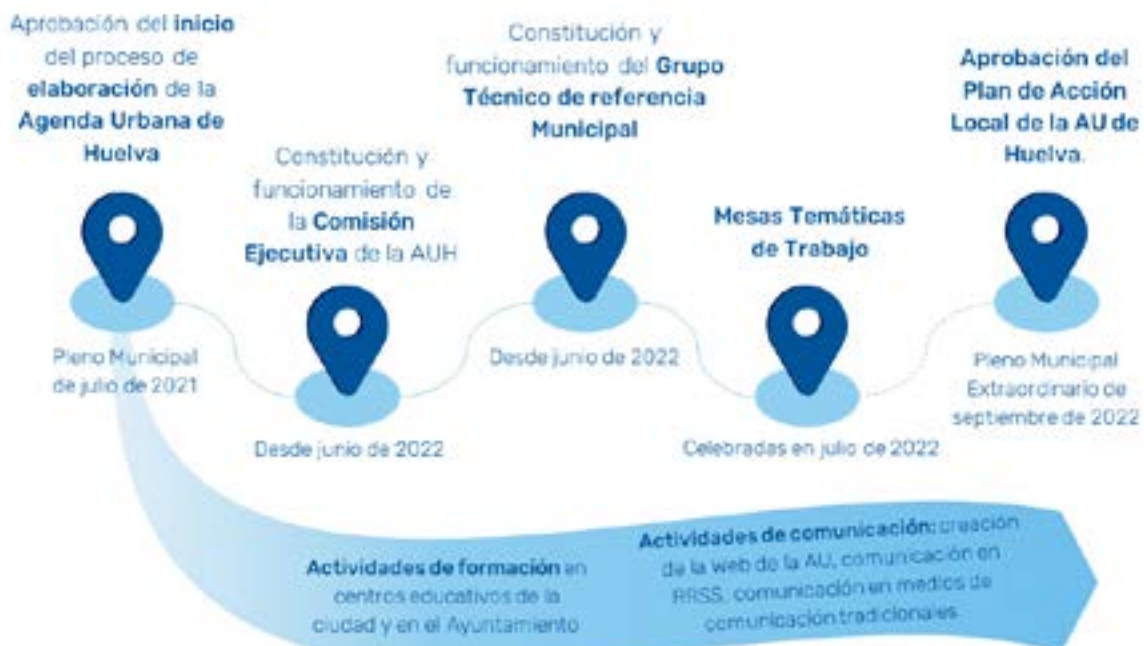 Aprobación del inicio
del proceso de
elaboración de la
Agenda Urbana de
Huelva
Pleno Municipal
de julio de 2021
Constitución y
funcionamiento de
la Comisión
Ejecutiva de la AUH
Desde junio de 2022
Constitución y
funcionamiento del Grupo
Técnico de referencia
Municipal
Desde junio de 2022
Mesas Temáticas
de Trabajo
Celebradas en julio de 2022
Aprobación del
Plan de Acción
Local de la AU de
Huelva.
Pleno Municipal
Extraordinario de
septiembre de 2022
Actividades de formación en
centros educativos de la
ciudad y en el Ayuntamiento
Actividades de comunicación: creación
de la web de la AU, comunicación en
RRSS, comunicación en medios de
comunicación tradicionales